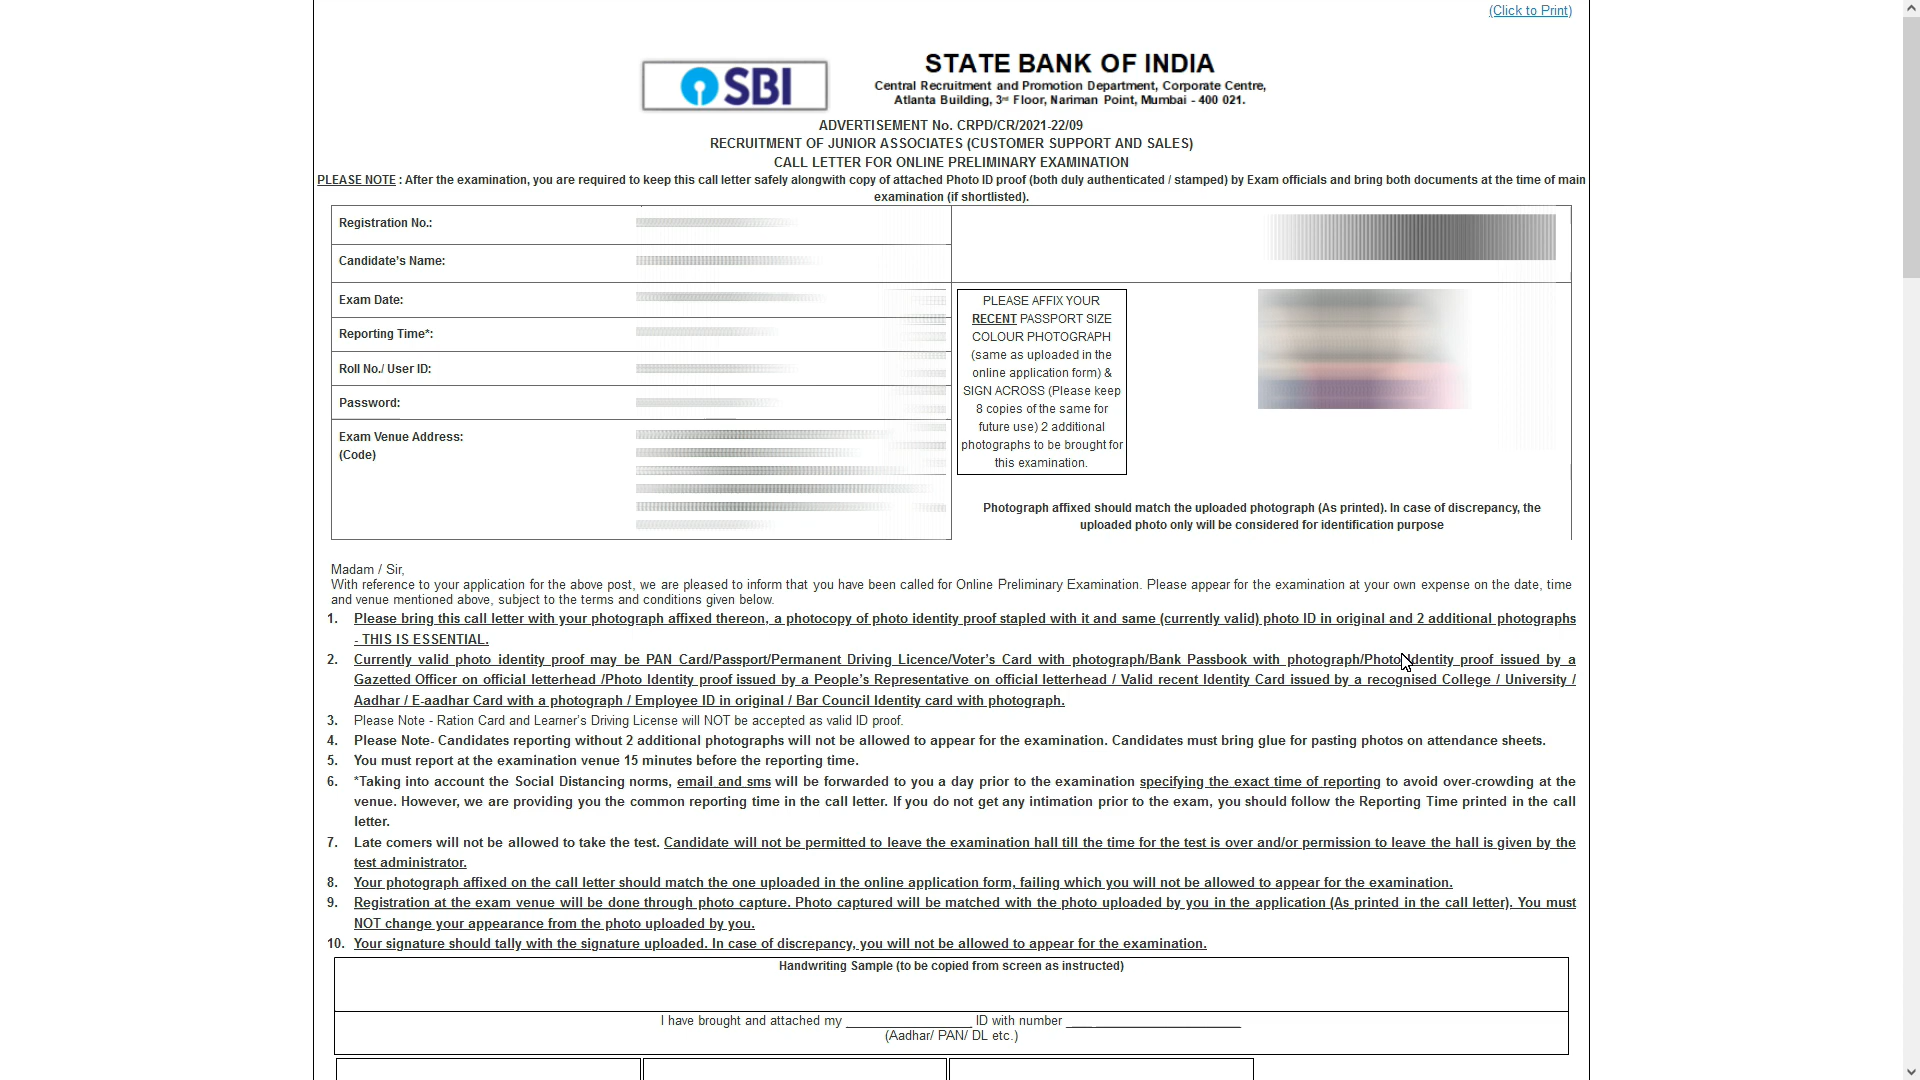 (Click to Print)
SBI
STATE BANK OF INDIA
Central Recruitment and Promotion Department, Corporate Centre,
Atlanta Building, 3rd Floor, Nariman Point, Mumbai - 400 021.
ADVERTISEMENT No. CRPD/CR/2021-22/09
RECRUITMENT OF JUNIOR ASSOCIATES (CUSTOMER SUPPORT AND SALES)
CALL LETTER FOR ONLINE PRELIMINARY EXAMINATION
PLEASE NOTE : After the examination, you are required to keep this call letter safely alongwith copy of attached Photo ID proof (both duly authenticated / stamped) by Exam officials and bring both documents at the time of main
examination (if shortlisted).
Registration No.:
Candidate's Name:
Exam Date:
Reporting Time*:
Roll No./ User ID:
Password:
Exam Venue Address:
(Code)
PLEASE AFFIX YOUR
RECENT PASSPORT SIZE
COLOUR PHOTOGRAPH
(same as uploaded in the
online application form) &
SIGN ACROSS (Please keep
8 copies of the same for
future use) 2 additional
photographs to be brought for
this examination.
Photograph affixed should match the uploaded photograph (As printed). In case of discrepancy, the
uploaded photo only will be considered for identification purpose
Madam / Sir,
With reference to your application for the above post, we are pleased to inform that you have been called for Online Preliminary Examination. Please appear for the examination at your own expense on the date, time
and venue mentioned above, subject to the terms and conditions given below.
1. Please bring this call letter with your photograph affixed thereon, a photocopy of photo identity proof stapled with it and same (currently valid) photo ID in original and 2 additional photographs
- THIS IS ESSENTIAL.
2. Currently valid photo identity proof may be PAN Card/Passport/Permanent Driving Licence/Voter's Card with photograph/Bank Passbook with photograph/Photo Identity proof issued by a
Gazetted Officer on official letterhead /Photo Identity proof issued by a People's Representative on official letterhead / Valid recent Identity Card issued by a recognised College / University /
Aadhar / E-aadhar Card with a photograph / Employee ID in original / Bar Council Identity card with photograph.
3. Please Note - Ration Card and Learner's Driving License will NOT be accepted as valid ID proof.
4. Please Note- Candidates reporting without 2 additional photographs will not be allowed to appear for the examination. Candidates must bring glue for pasting photos on attendance sheets.
5. You must report at the examination venue 15 minutes before the reporting time.
6. *Taking into account the Social Distancing norms, email and sms will be forwarded to you a day prior to the examination specifying the exact time of reporting to avoid over-crowding at the
venue. However, we are providing you the common reporting time in the call letter. If you do not get any intimation prior to the exam, you should follow the Reporting Time printed in the call
letter.
7. Late comers will not be allowed to take the test. Candidate will not be permitted to leave the examination hall till the time for the test is over and/or permission to leave the hall is given by the
test administrator.
8. Your photograph affixed on the call letter should match the one uploaded in the online application form, failing which you will not be allowed to appear for the examination.
9. Registration at the exam venue will be done through photo capture. Photo captured will be matched with the photo uploaded by you in the application (As printed in the call letter). You must
NOT change your appearance from the photo uploaded by you.
10. Your signature should tally with the signature uploaded. In case of discrepancy, you will not be allowed to appear for the examination.
Handwriting Sample (to be copied from screen as instructed)
I have brought and attached my _________________ ID with number ___ ____________________
(Aadhar/ PAN/ DL etc.)